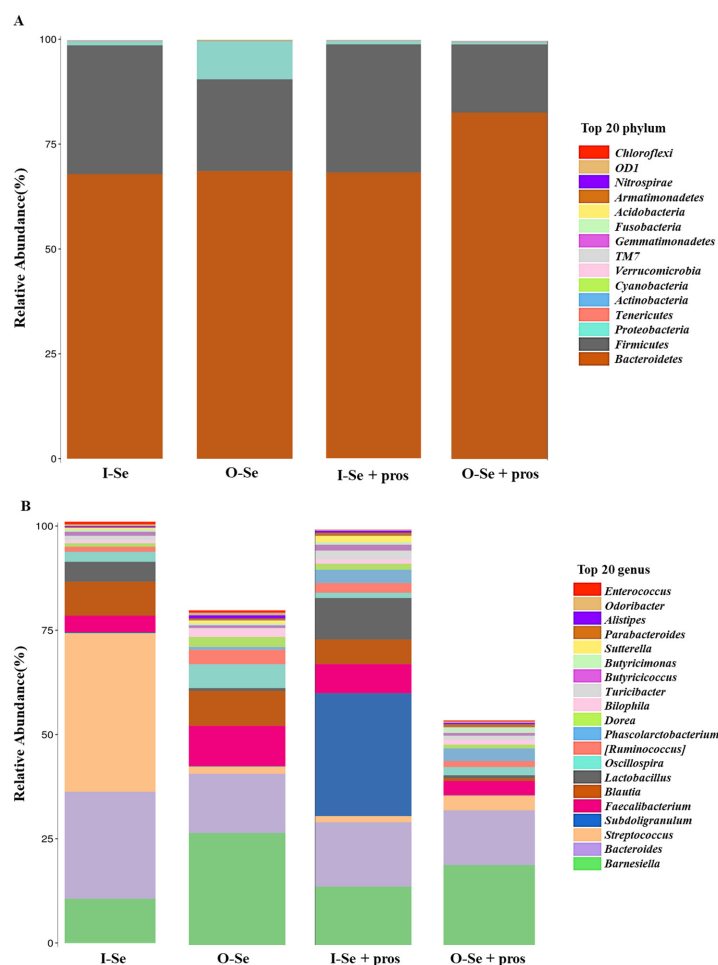 A
100
75
50
25
0
Relative Abundance(%)
I-Se
O-Se
I-Se + pros
O-Se + pros
Top 20 phylum
Chloroflexi
OD1
Nitrospirae
Armatimonadetes
Acidobacteria
Fusobacteria
Gemmatimonadetes
TM7
Verrucomicrobia
Cyanobacteria
Actinobacteria
Tenericutes
Proteobacteria
Firmicutes
Bacteroidetes
B
100
75
50
25
0
Relative Abundance(%)
I-Se
O-Se
I-Se + pros
O-Se + pros
Top 20 genus
Enterococcus
Odoribacter
Alistipes
Parabacteroides
Sutterella
Butyricimonas
Butyricicoccus
Turicibacter
Bilophila
Dorea
Phascolarctobacterium
[Ruminococcus]
Oscillospira
Lactobacillus
Blautia
Faecalibacterium
Subdoligranulum
Streptococcus
Bacteroides
Barnesiella